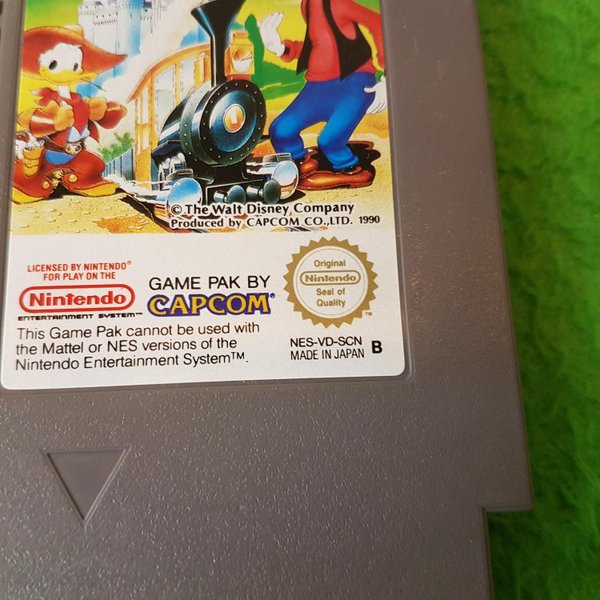 © The Walt Disney Company
Produced by CAPCOM CO., LTD. 1990
LICENSED BY NINTENDO®
FOR PLAY ON THE
Nintendo®
ENTERTAINMENT SYSTEM™
GAME PAK BY
CAPCOM®
Original
Nintendo
Seal of
Quality
™
This Game Pak cannot be used with
the Mattel or NES versions of the
Nintendo Entertainment System™.
NES-VD-SCN
MADE IN JAPAN B